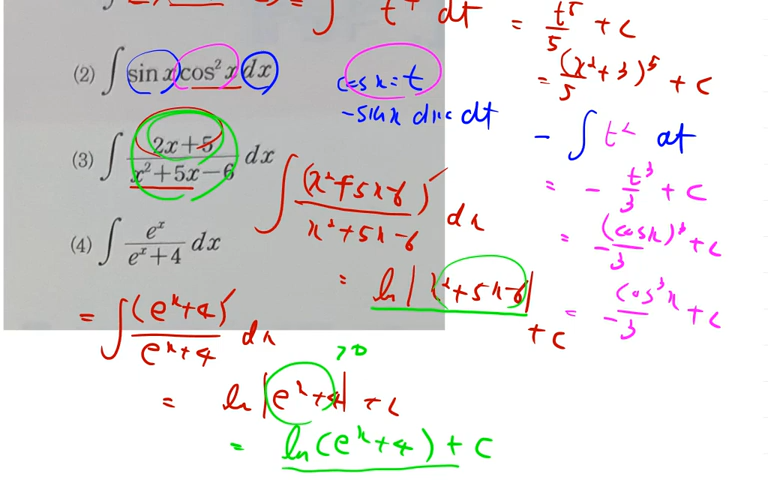 = ∫ t⁴ dt = t⁵/5 + c
= (x²+3)⁵/5 + c
(2) ∫ sin x cos² x dx
cos x = t
-sin x dx = dt
- ∫ t² dt
= - t³/3 + c
= (cos x)³/-3 + c
= cos³x/-3 + c
(3) ∫ (2x+5)/(x²+5x−6) dx
∫ (x²+5x-6)′/(x²+5x-6) dx
= ln|x²+5x-6| + c
(4) ∫ eˣ/(eˣ+4) dx
= ∫ (eˣ+4)′/(eˣ+4) dx
>0
= ln|eˣ+4| + c
= ln(eˣ+4) + c